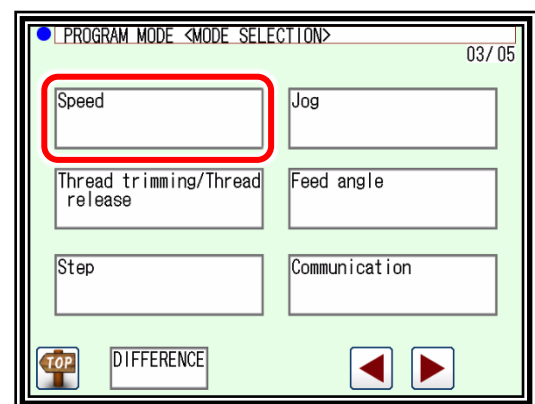 PROGRAM MODE <MODE SELECTION>
03/05
Speed
Jog
Thread trimming/Thread
release
Feed angle
Step
Communication
TOP
DIFFERENCE